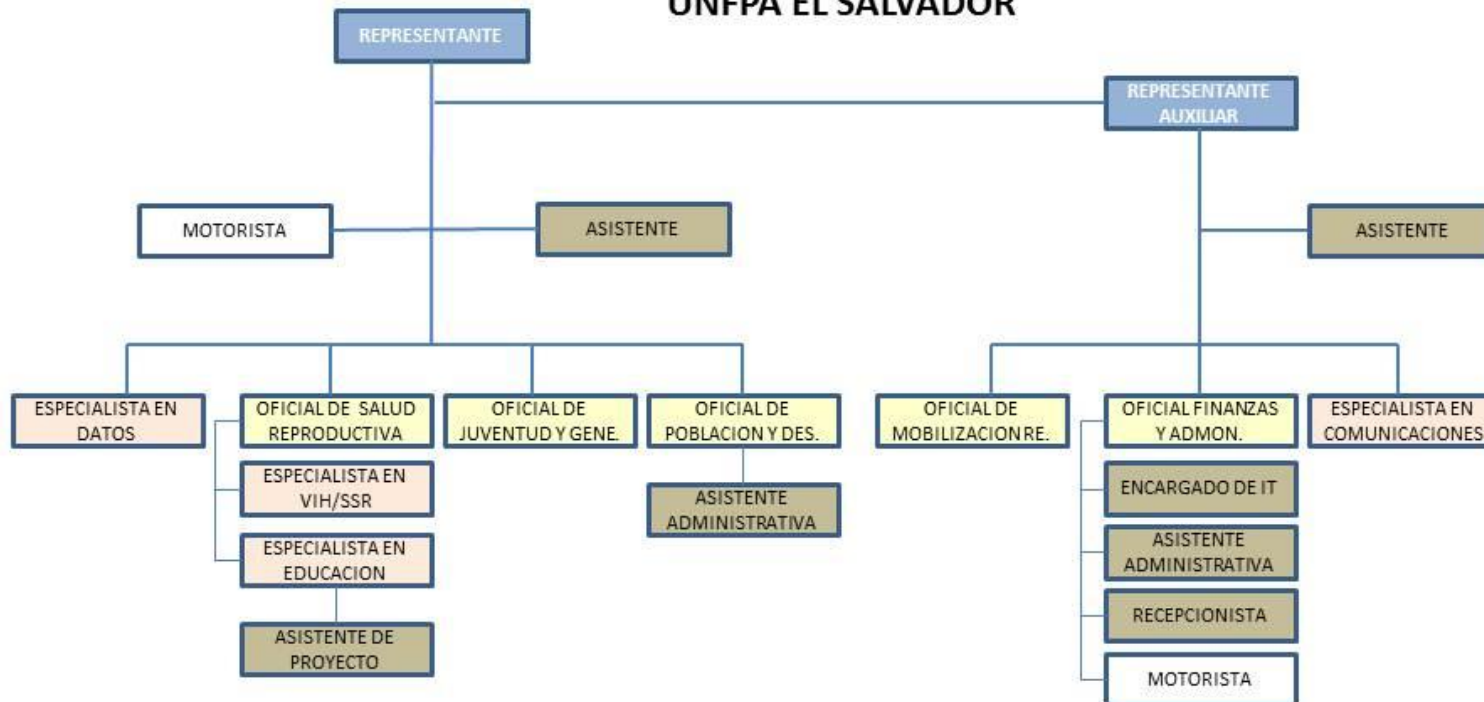 UNFPA EL SALVADOR
REPRESENTANTE
REPRESENTANTE
AUXILIAR
MOTORISTA
ASISTENTE
ASISTENTE
ESPECIALISTA EN
DATOS
OFICIAL DE SALUD
REPRODUCTIVA
OFICIAL DE
JUVENTUD Y GENE.
OFICIAL DE
POBLACION Y DES.
OFICIAL DE
MOBILIZACION RE.
OFICIAL FINANZAS
Y ADMON.
ESPECIALISTA EN
COMUNICACIONES
ESPECIALISTA EN
VIH/SSR
ASISTENTE
ADMINISTRATIVA
ENCARGADO DE IT
ESPECIALISTA EN
EDUCACION
ASISTENTE
ADMINISTRATIVA
ASISTENTE DE
PROYECTO
RECEPCIONISTA
MOTORISTA